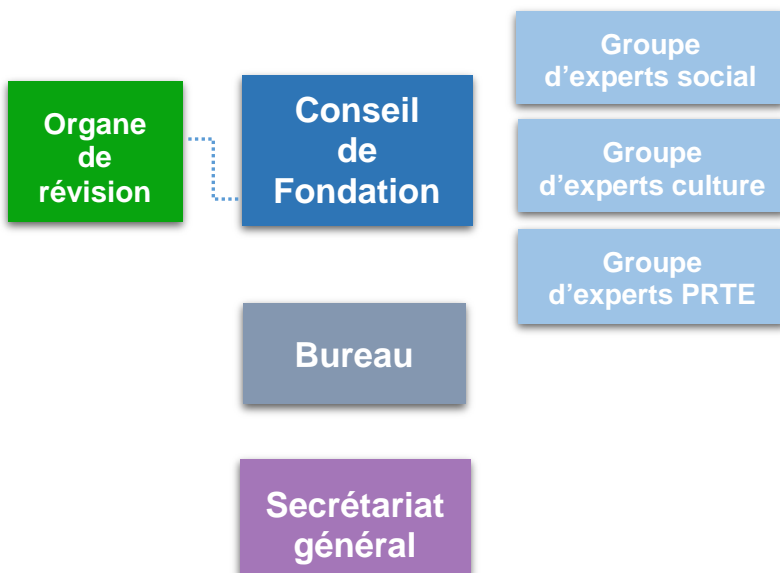 Organe
de
révision
Conseil
de
Fondation
Groupe
d’experts social
Groupe
d’experts culture
Groupe
d’experts PRTE
Bureau
Secrétariat
général